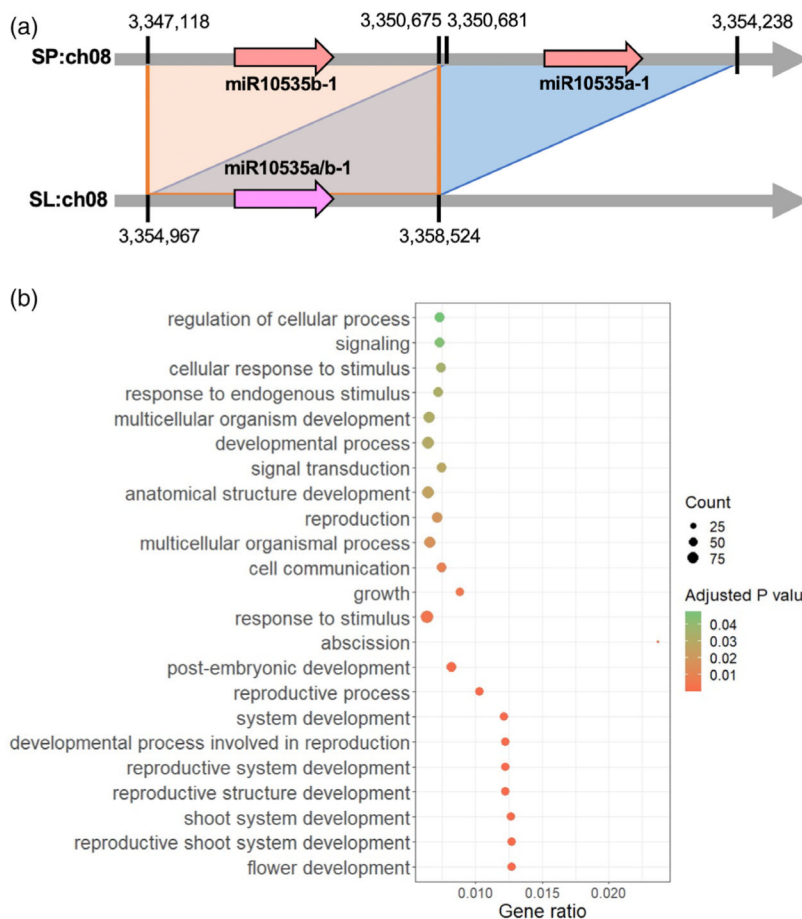 (a)
3,347,118
3,350,675
3,350,681
3,354,238
SP:ch08
miR10535b-1
miR10535a-1
miR10535a/b-1
SL:ch08
3,354,967
3,358,524
(b)
regulation of cellular process
signaling
cellular response to stimulus
response to endogenous stimulus
multicellular organism development
developmental process
signal transduction
anatomical structure development
reproduction
multicellular organismal process
cell communication
growth
response to stimulus
abscission
post-embryonic development
reproductive process
system development
developmental process involved in reproduction
reproductive system development
reproductive structure development
shoot system development
reproductive shoot system development
flower development
0.010
0.015
0.020
Gene ratio
Count
25
50
75
Adjusted P valu
0.04
0.03
0.02
0.01